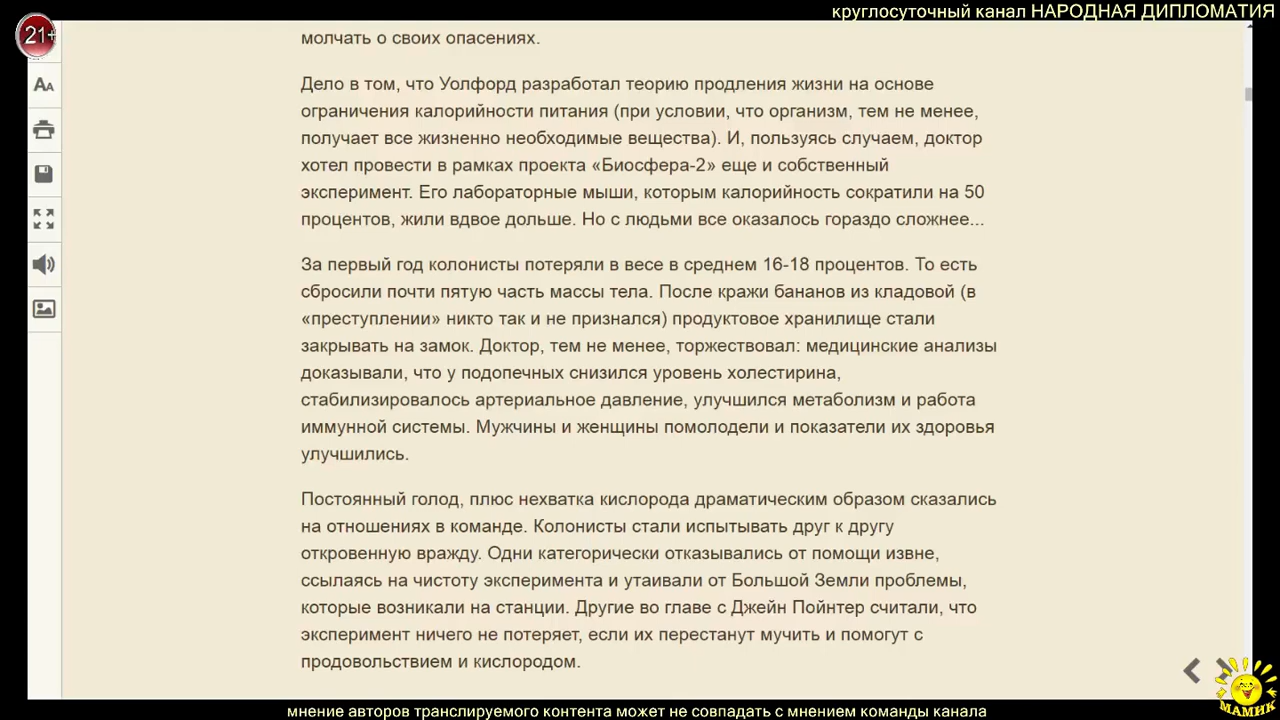 круглосуточный канал НАРОДНАЯ ДИПЛОМАТИЯ
21+
молчать о своих опасениях.
AA
Дело в том, что Уолфорд разработал теорию продления жизни на основе
ограничения калорийности питания (при условии, что организм, тем не менее,
получает все жизненно необходимые вещества). И, пользуясь случаем, доктор
хотел провести в рамках проекта «Биосфера-2» еще и собственный
эксперимент. Его лабораторные мыши, которым калорийность сократили на 50
процентов, жили вдвое дольше. Но с людьми все оказалось гораздо сложнее...
За первый год колонисты потеряли в весе в среднем 16-18 процентов. То есть
сбросили почти пятую часть массы тела. После кражи бананов из кладовой (в
«преступлении» никто так и не признался) продуктовое хранилище стали
закрывать на замок. Доктор, тем не менее, торжествовал: медицинские анализы
доказывали, что у подопечных снизился уровень холестирина,
стабилизировалось артериальное давление, улучшился метаболизм и работа
иммунной системы. Мужчины и женщины помолодели и показатели их здоровья
улучшились.
Постоянный голод, плюс нехватка кислорода драматическим образом сказались
на отношениях в команде. Колонисты стали испытывать друг к другу
откровенную вражду. Одни категорически отказывались от помощи извне,
ссылаясь на чистоту эксперимента и утаивали от Большой Земли проблемы,
которые возникали на станции. Другие во главе с Джейн Пойнтер считали, что
эксперимент ничего не потеряет, если их перестанут мучить и помогут с
продовольствием и кислородом.
МАМИК
мнение авторов транслируемого контента может не совпадать с мнением команды канала